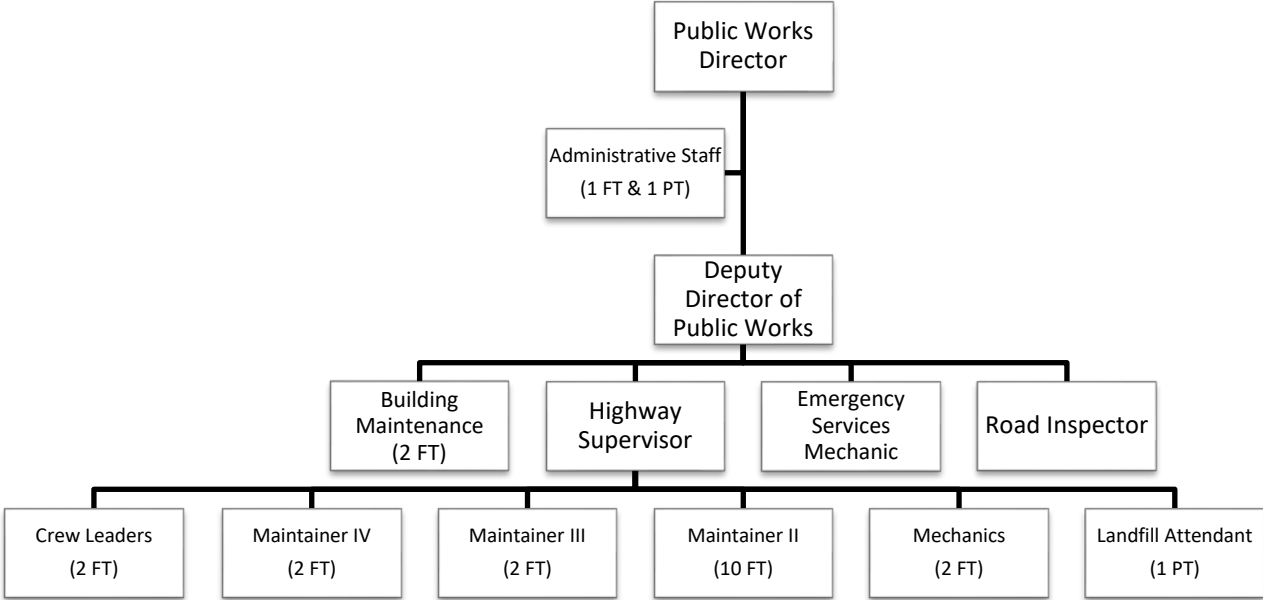 Public Works
Director
Administrative Staff
(1 FT & 1 PT)
Deputy
Director of
Public Works
Building
Maintenance
(2 FT)
Highway
Supervisor
Emergency
Services
Mechanic
Road Inspector
Crew Leaders
(2 FT)
Maintainer IV
(2 FT)
Maintainer III
(2 FT)
Maintainer II
(10 FT)
Mechanics
(2 FT)
Landfill Attendant
(1 PT)